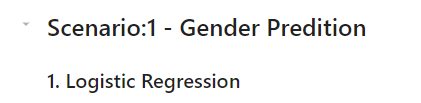 Scenario:1 - Gender Predition
1. Logistic Regression